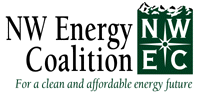 NW Energy
Coalition
N W
E C
For a clean and affordable energy future